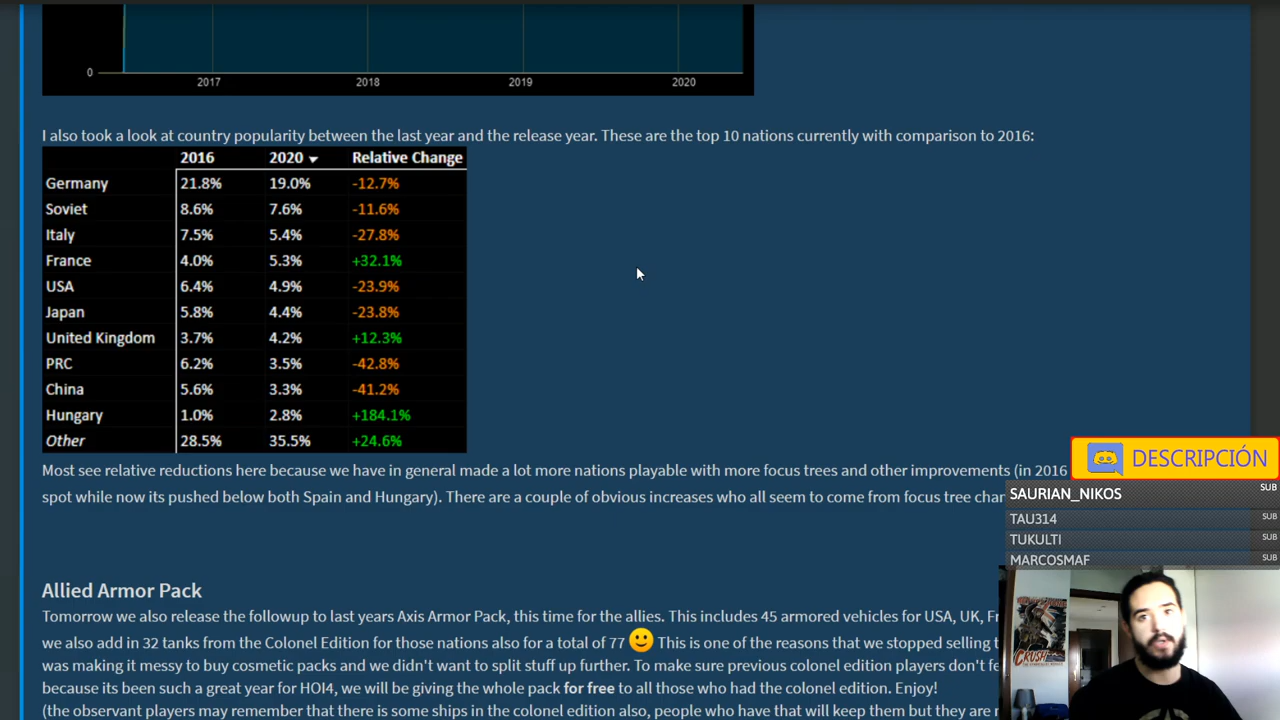 0
2017 2018 2019 2020
I also took a look at country popularity between the last year and the release year. These are the top 10 nations currently with comparison to 2016:
2016 2020 Relative Change
Germany 21.8% 19.0% -12.7%
Soviet 8.6% 7.6% -11.6%
Italy 7.5% 5.4% -27.8%
France 4.0% 5.3% +32.1%
USA 6.4% 4.9% -23.9%
Japan 5.8% 4.4% -23.8%
United Kingdom 3.7% 4.2% +12.3%
PRC 6.2% 3.5% -42.8%
China 5.6% 3.3% -41.2%
Hungary 1.0% 2.8% +184.1%
Other 28.5% 35.5% +24.6%
Most see relative reductions here because we have in general made a lot more nations playable with more focus trees and other improvements (in 2016
spot while now its pushed below both Spain and Hungary). There are a couple of obvious increases who all seem to come from focus tree
DESCRIPCIÓN
SAURIAN_NIKOS SUB
TAU314 SUB
TUKULTI SUB
MARCOSMAF SUB
Allied Armor Pack
Tomorrow we also release the followup to last years Axis Armor Pack, this time for the allies. This includes 45 armored vehicles for USA, UK,
we also add in 32 tanks from the Colonel Edition for those nations also for a total of 77 🙂 This is one of the reasons that we stopped selling
was making it messy to buy cosmetic packs and we didn't want to split stuff up further. To make sure previous colonel edition players don't
because its been such a great year for HOI4, we will be giving the whole pack for free to all those who had the colonel edition. Enjoy!
(the observant players may remember that there is some ships in the colonel edition also, people who have that will keep them but they are
CRUSH